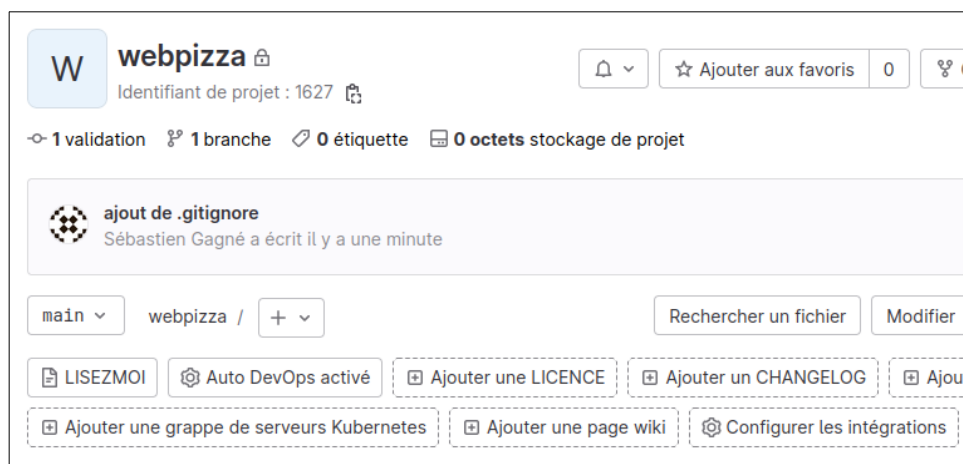 W
webpizza
Identifiant de projet : 1627
Ajouter aux favoris 0
1 validation 1 branche 0 étiquette 0 octets stockage de projet
ajout de .gitignore
Sébastien Gagné a écrit il y a une minute
main webpizza / +
Rechercher un fichier Modifier
LISEZMOI Auto DevOps activé Ajouter une LICENCE Ajouter un CHANGELOG
Ajouter une grappe de serveurs Kubernetes Ajouter une page wiki Configurer les intégrations